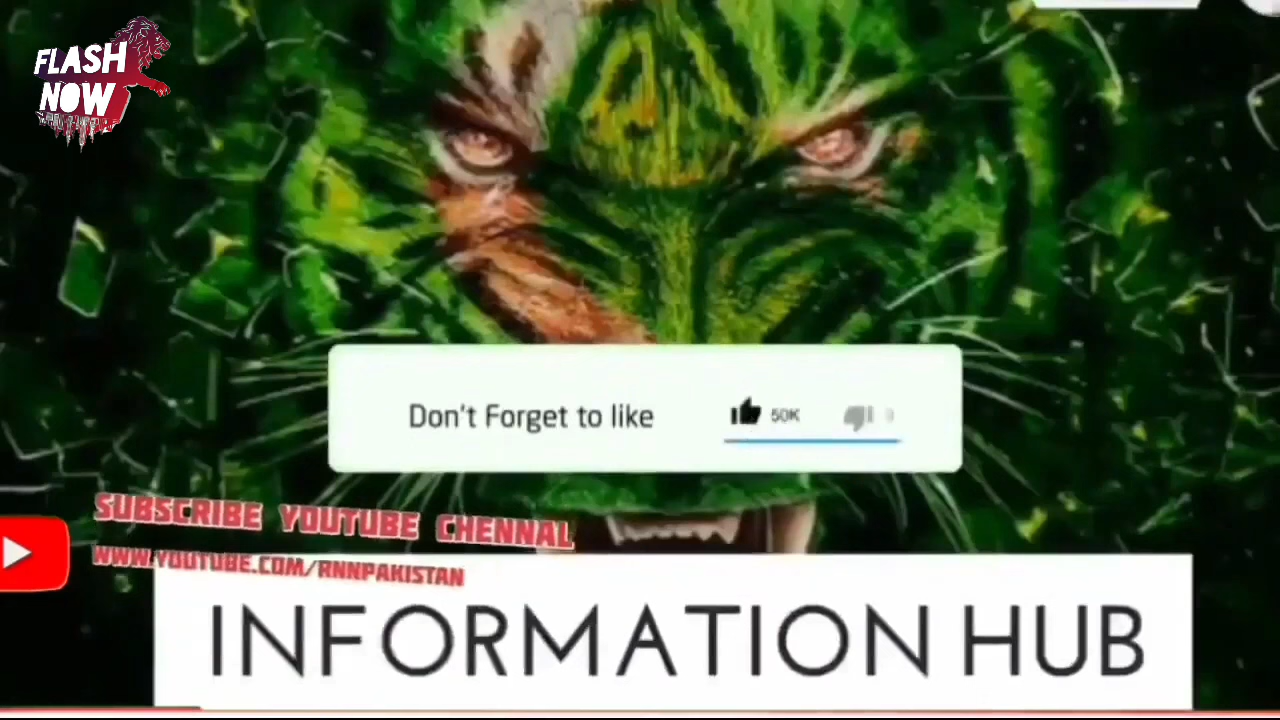 FLASH
NOW
Don't Forget to like
50K
SUBSCRIBE YOUTUBE CHENNAL
WWW.YOUTUBE.COM/RNNPAKISTAN
INFORMATION HUB